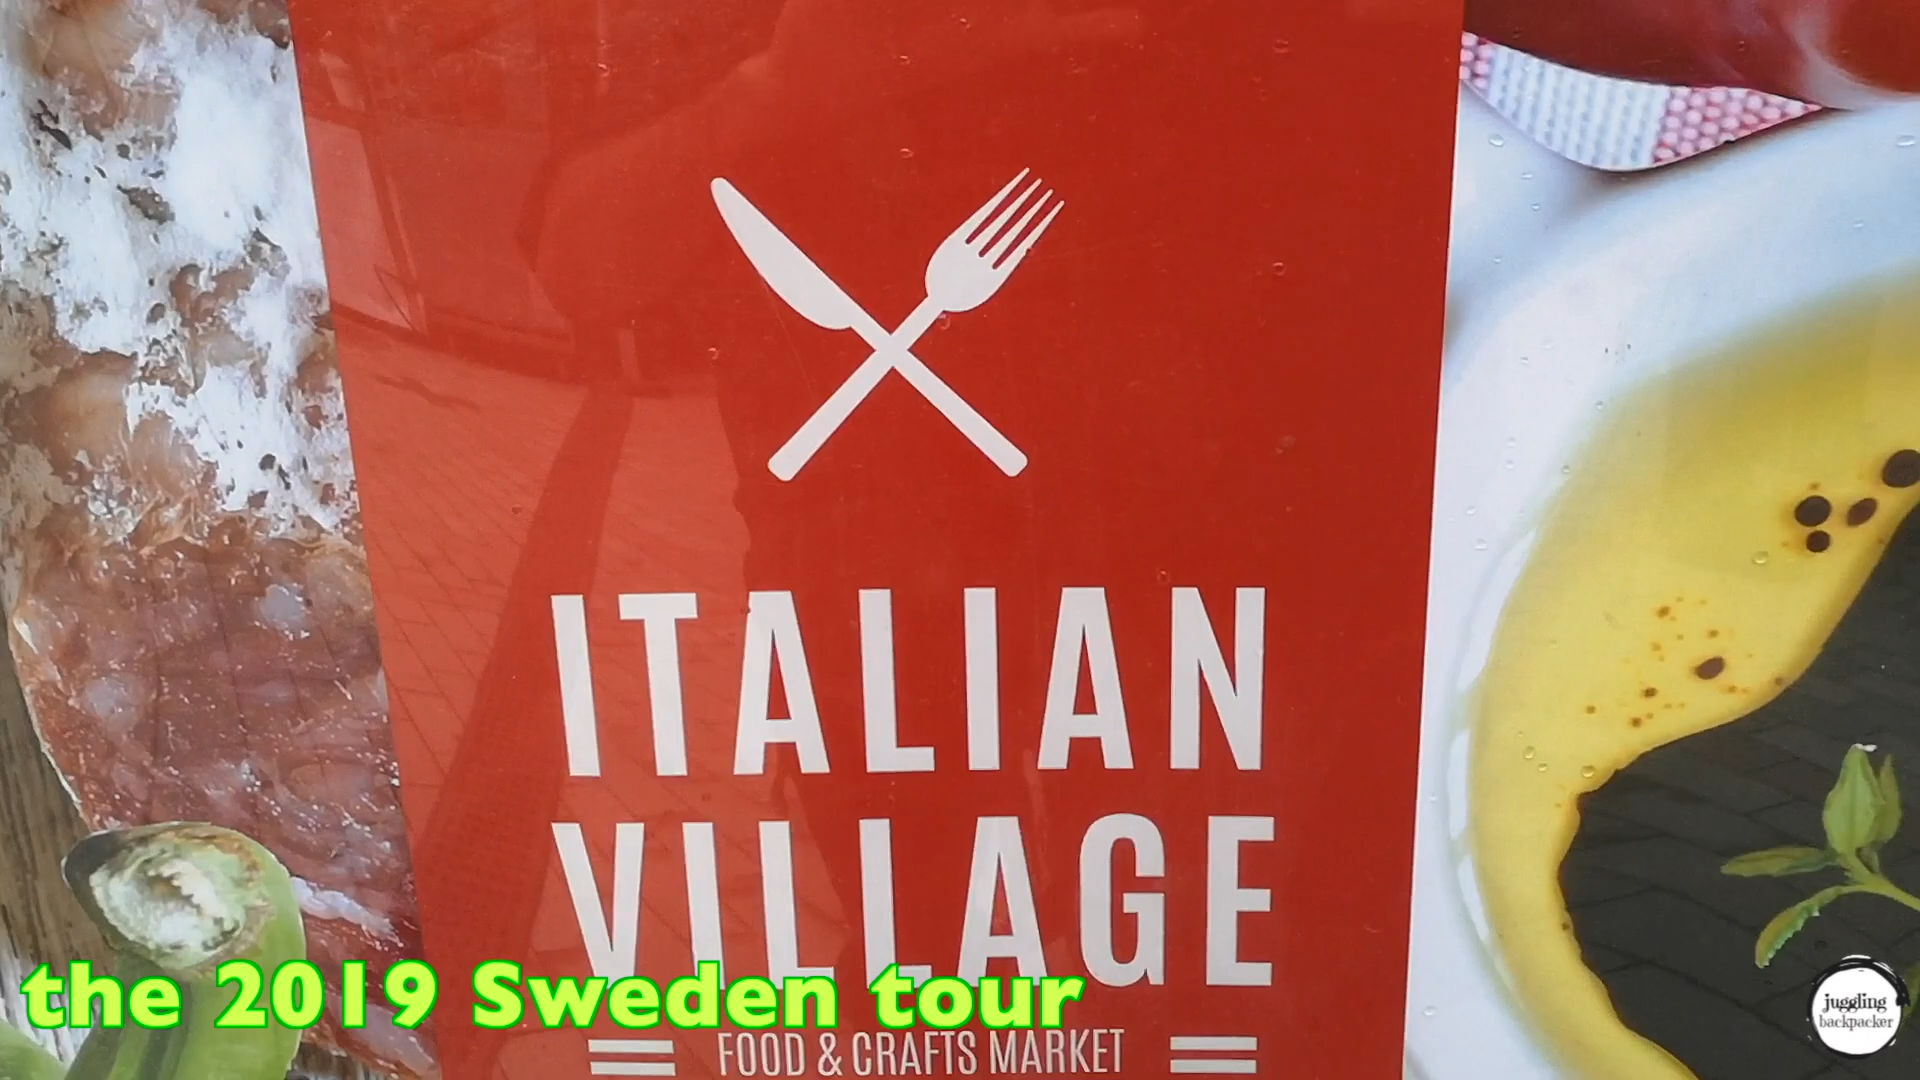 ITALIAN
VILLAGE
the 2019 Sweden tour
FOOD & CRAFTS MARKET
juggling
backpacker